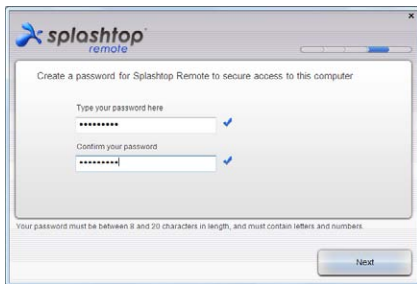 splashtop
remote
Create a password for Splashtop Remote to secure access to this computer
Type your password here
•••••••••
Confirm your password
•••••••••
Your password must be between 8 and 20 characters in length, and must contain letters and numbers.
Next